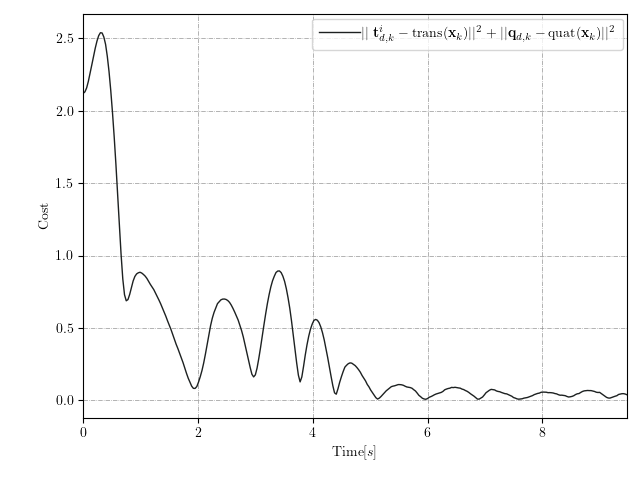 || t^i_{d,k} − trans(x_k)||² + ||q_{d,k} − quat(x_k)||²
2.5
2.0
1.5
1.0
0.5
0.0
Cost
0 2 4 6 8
Time[s]